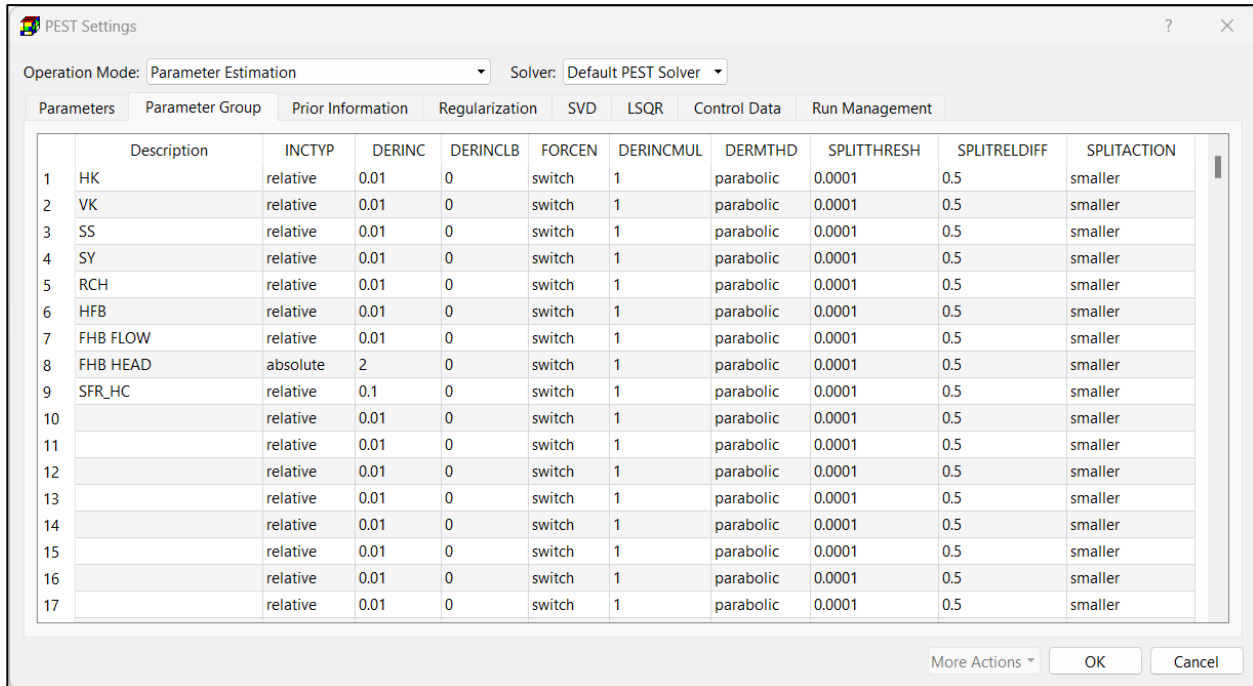 PEST Settings ? ×
Operation Mode: Parameter Estimation Solver: Default PEST Solver
Parameters Parameter Group Prior Information Regularization SVD LSQR Control Data Run Management
Description INCTYP DERINC DERINCLB FORCEN DERINCMUL DERMTHD SPLITTHRESH SPLITRELDIFF SPLITACTION
1 HK relative 0.01 0 switch 1 parabolic 0.0001 0.5 smaller
2 VK relative 0.01 0 switch 1 parabolic 0.0001 0.5 smaller
3 SS relative 0.01 0 switch 1 parabolic 0.0001 0.5 smaller
4 SY relative 0.01 0 switch 1 parabolic 0.0001 0.5 smaller
5 RCH relative 0.01 0 switch 1 parabolic 0.0001 0.5 smaller
6 HFB relative 0.01 0 switch 1 parabolic 0.0001 0.5 smaller
7 FHB FLOW relative 0.01 0 switch 1 parabolic 0.0001 0.5 smaller
8 FHB HEAD absolute 2 0 switch 1 parabolic 0.0001 0.5 smaller
9 SFR_HC relative 0.1 0 switch 1 parabolic 0.0001 0.5 smaller
10 relative 0.01 0 switch 1 parabolic 0.0001 0.5 smaller
11 relative 0.01 0 switch 1 parabolic 0.0001 0.5 smaller
12 relative 0.01 0 switch 1 parabolic 0.0001 0.5 smaller
13 relative 0.01 0 switch 1 parabolic 0.0001 0.5 smaller
14 relative 0.01 0 switch 1 parabolic 0.0001 0.5 smaller
15 relative 0.01 0 switch 1 parabolic 0.0001 0.5 smaller
16 relative 0.01 0 switch 1 parabolic 0.0001 0.5 smaller
17 relative 0.01 0 switch 1 parabolic 0.0001 0.5 smaller
More Actions OK Cancel